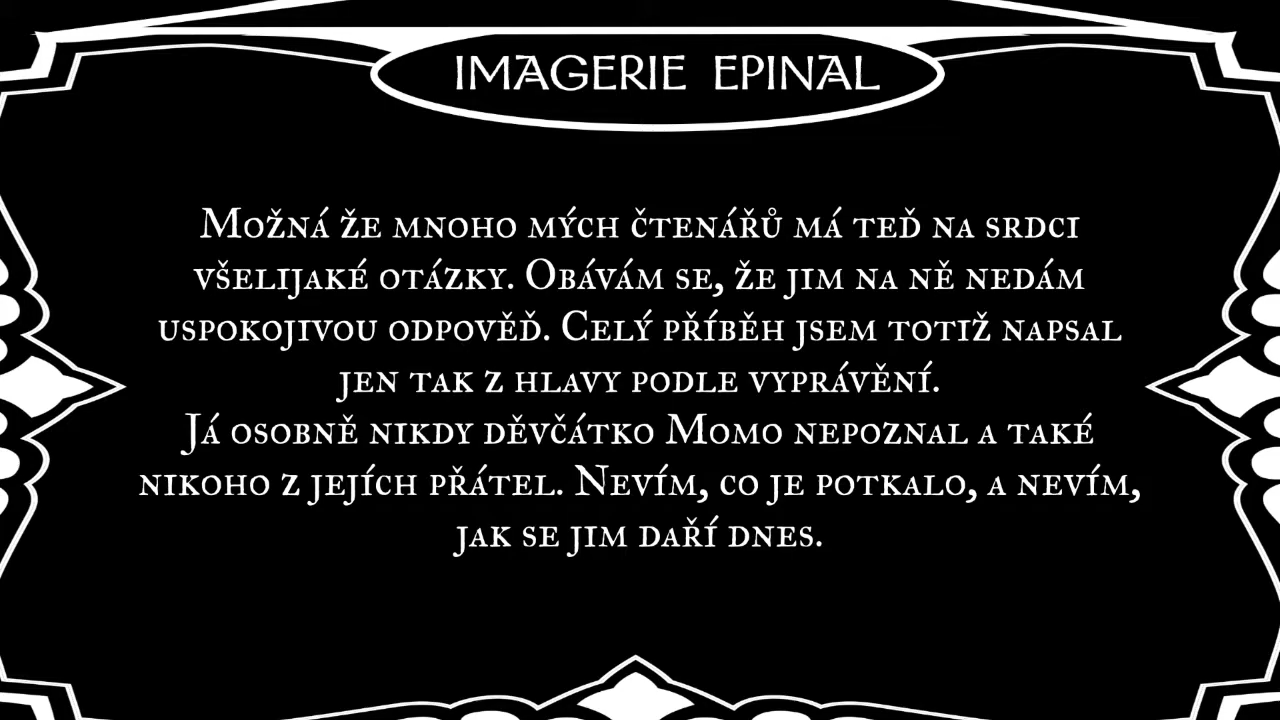 IMAGERIE EPINAL
Možná že mnoho mých čtenářů má teď na srdci
všelijaké otázky. Obávám se, že jim na ně nedám
uspokojivou odpověď. Celý příběh jsem totiž napsal
jen tak z hlavy podle vyprávění.
Já osobně nikdy děvčátko Momo nepoznal a také
nikoho z jejích přátel. Nevím, co je potkalo, a nevím,
jak se jim daří dnes.